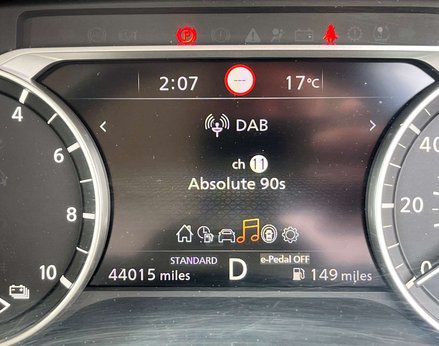 P
2:07
---
17°C
DAB
ch 11
Absolute 90s
STANDARD
D
e-Pedal OFF
44015 miles
149 miles
4
6
8
10
40
20
0